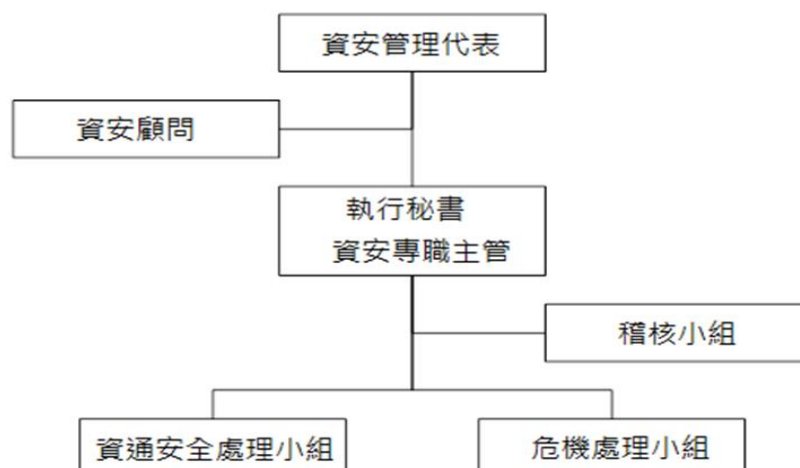 資安管理代表
資安顧問
執行秘書
資安專職主管
稽核小組
資通安全處理小組
危機處理小組